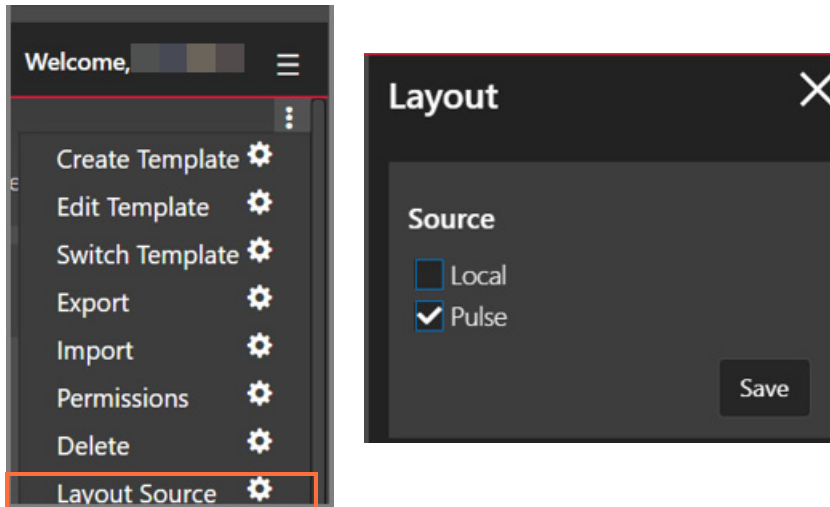 Welcome,
Create Template
Edit Template
Switch Template
Export
Import
Permissions
Delete
Layout Source
Layout
Source
Local
Pulse
Save